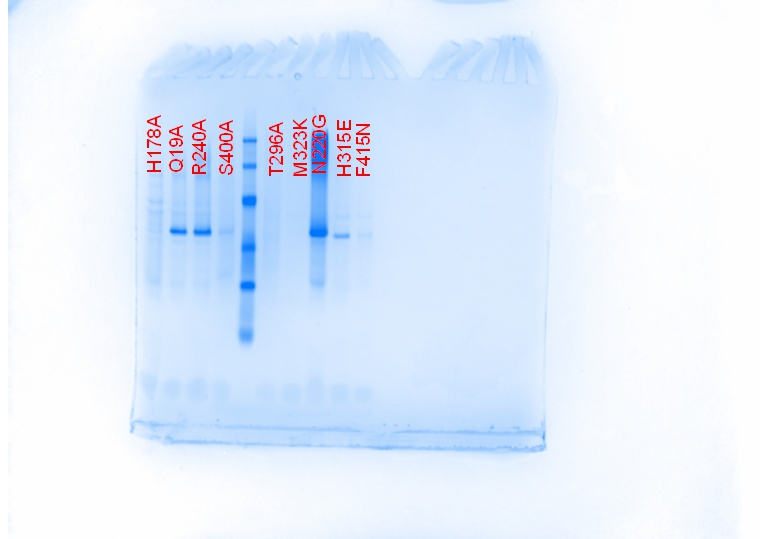 H178A
Q19A
R240A
S400A
T296A
M323K
N220G
H315E
F415N